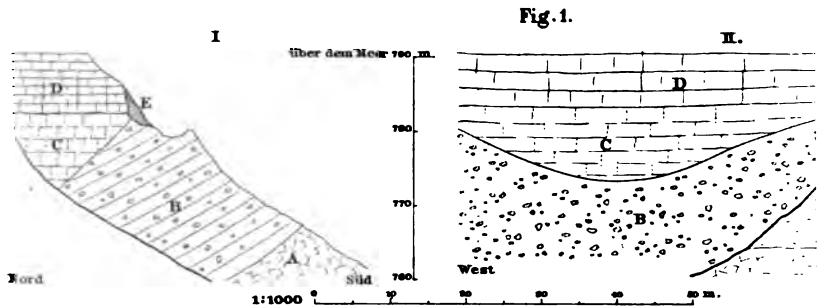 Fig. 1.
I
II.
über dem Meer 790 m.
D
E
D
780
C
C
B
770
B
A
Nord
Süd
760
West
1:1000 0 10 20 30 40 50 m.